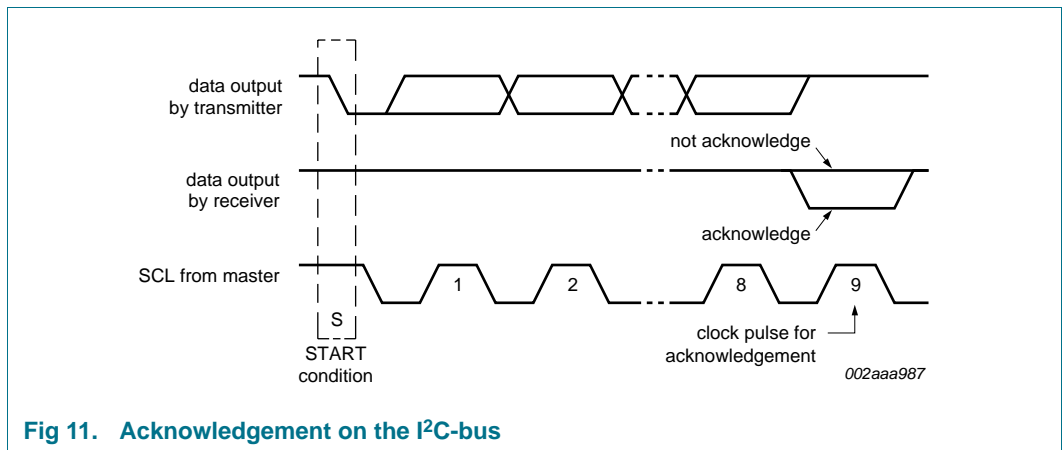 data output
by transmitter
not acknowledge
data output
by receiver
acknowledge
SCL from master
1
2
8
9
S
START
condition
clock pulse for
acknowledgement
002aaa987
Fig 11. Acknowledgement on the I²C-bus